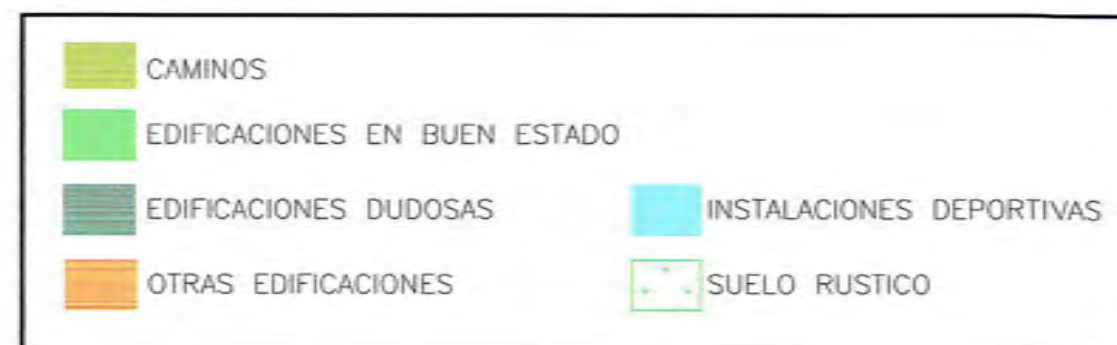 CAMINOS
EDIFICACIONES EN BUEN ESTADO
EDIFICACIONES DUDOSAS
OTRAS EDIFICACIONES
INSTALACIONES DEPORTIVAS
SUELO RUSTICO